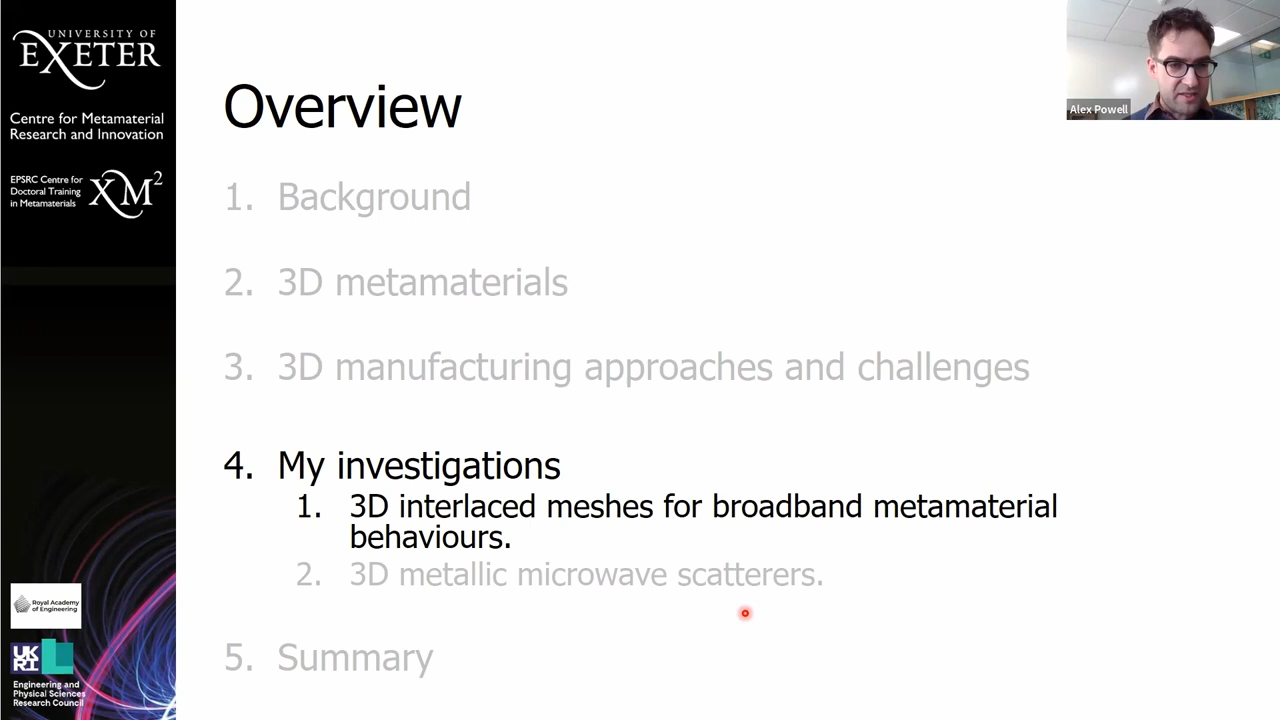 UNIVERSITY OF
EXETER
Centre for Metamaterial
Research and Innovation
EPSRC Centre for
Doctoral Training
in Metamaterials
XM²
Overview
Alex Powell
1. Background
2. 3D metamaterials
3. 3D manufacturing approaches and challenges
4. My investigations
1. 3D interlaced meshes for broadband metamaterial
behaviours.
2. 3D metallic microwave scatterers.
5. Summary
Royal Academy
of Engineering
UK
RI
Engineering and
Physical Sciences
Research Council